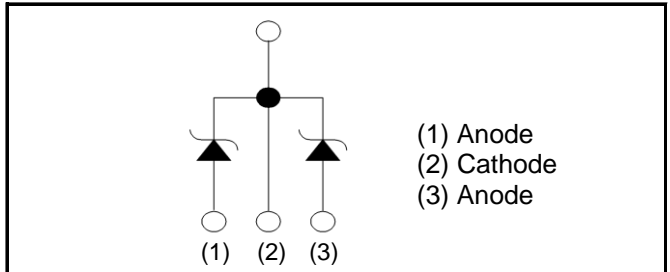 (1) Anode
(2) Cathode
(3) Anode
(1) (2) (3)